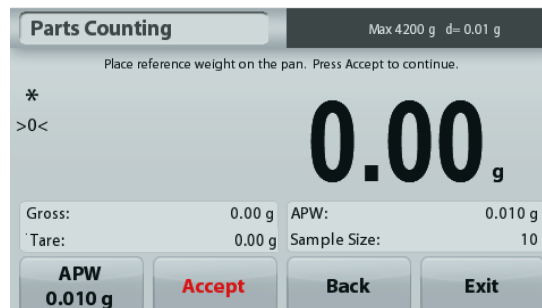 Parts Counting
Max 4200 g d= 0.01 g
Place reference weight on the pan. Press Accept to continue.
*
>0<
0.00 g
Gross: 0.00 g APW: 0.010 g
Tare: 0.00 g Sample Size: 10
APW
0.010 g
Accept
Back
Exit